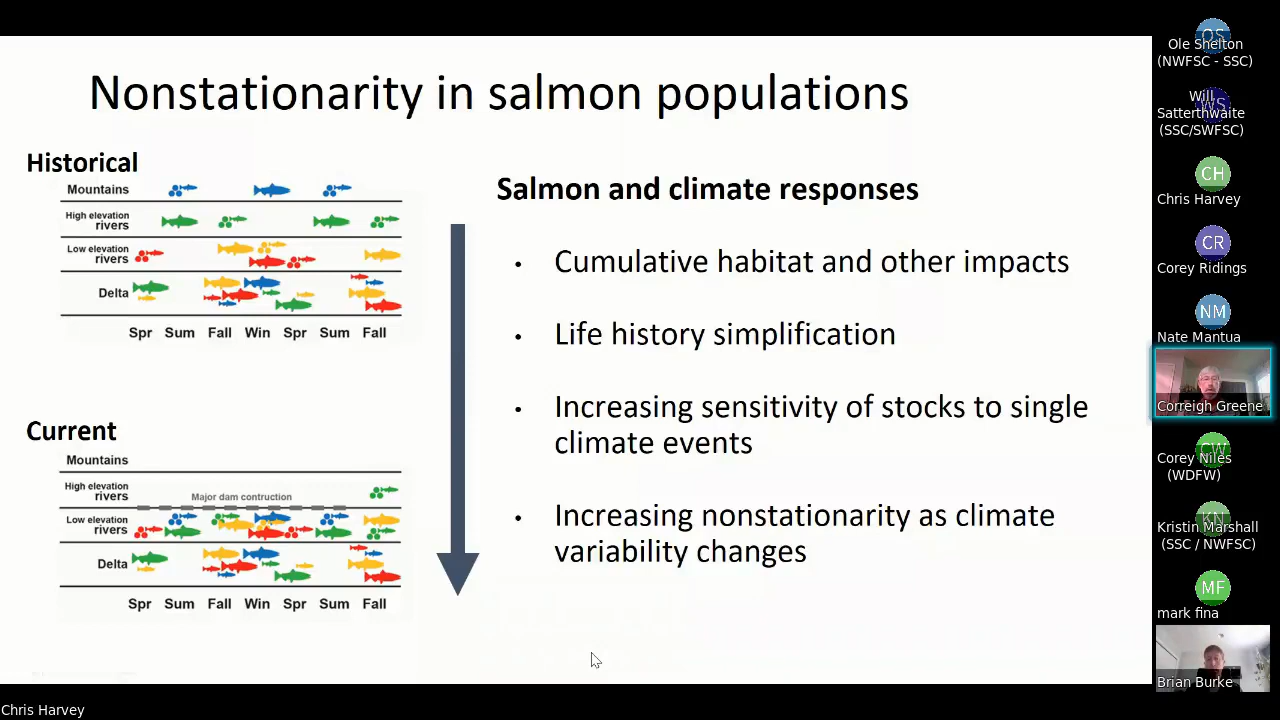 Nonstationarity in salmon populations
Historical
Mountains
High elevation
rivers
Low elevation
rivers
Delta
Spr Sum Fall Win Spr Sum Fall
Current
Mountains
High elevation
rivers
Major dam contruction
Low elevation
rivers
Delta
Spr Sum Fall Win Spr Sum Fall
Salmon and climate responses
• Cumulative habitat and other impacts
• Life history simplification
• Increasing sensitivity of stocks to single
climate events
• Increasing nonstationarity as climate
variability changes
OS
Ole Shelton
(NWFSC - SSC)
WS
Will
Satterthwaite
(SSC/SWFSC)
CH
Chris Harvey
CR
Corey Ridings
NM
Nate Mantua
Correigh Greene
CW
Corey Niles
(WDFW)
KN
Kristin Marshall
(SSC / NWFSC)
MF
mark fina
Brian Burke
Chris Harvey